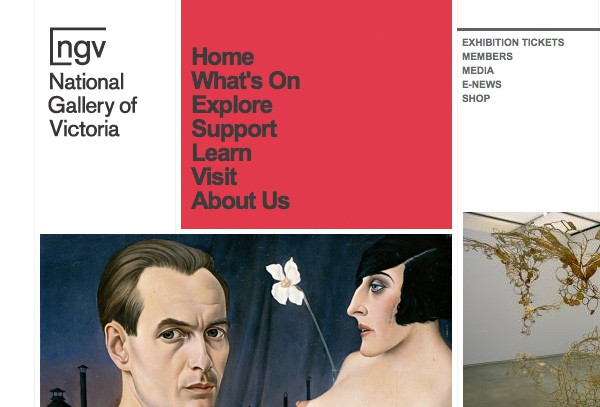 ngv
National
Gallery of
Victoria
Home
What's On
Explore
Support
Learn
Visit
About Us
EXHIBITION TICKETS
MEMBERS
MEDIA
E-NEWS
SHOP